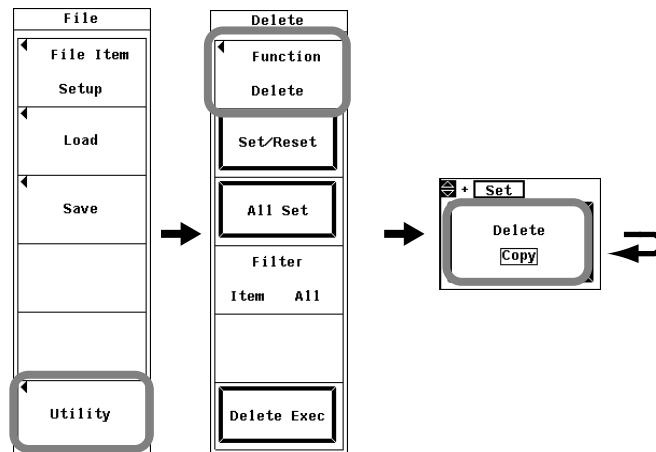 File
File Item
Setup
Load
Save
Utility
Delete
Function
Delete
Set/Reset
All Set
Filter
Item All
Delete Exec
+ Set
Delete
Copy